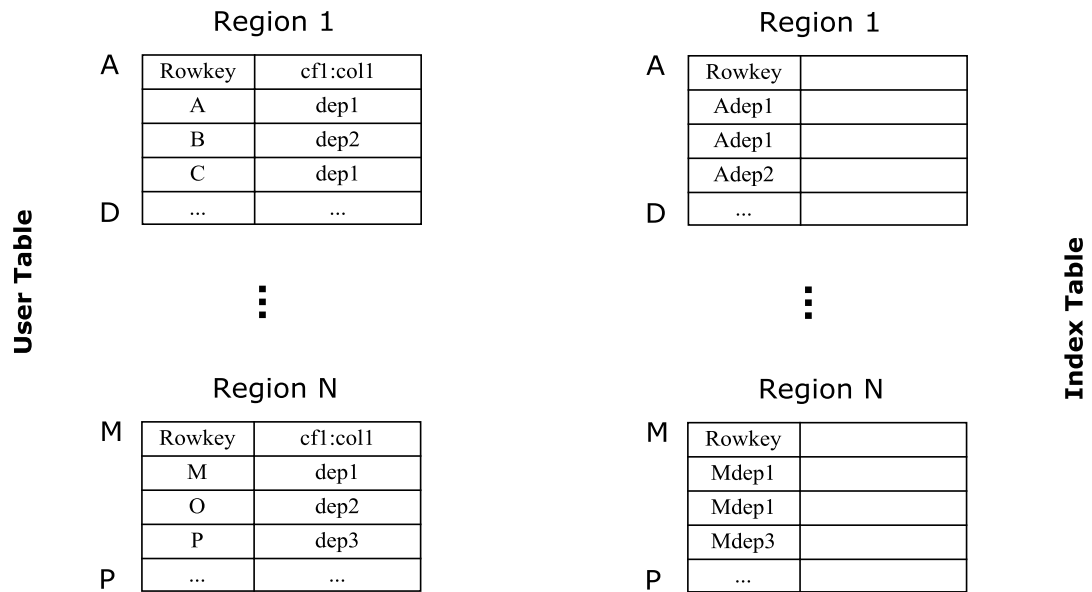 User Table
Region 1
A
Rowkey cf1:col1
A dep1
B dep2
C dep1
D
... ...
Region N
M
Rowkey cf1:col1
M dep1
O dep2
P dep3
P
... ...
Region 1
A
Rowkey
Adep1
Adep1
Adep2
D
...
Region N
M
Rowkey
Mdep1
Mdep1
Mdep3
P
...
Index Table